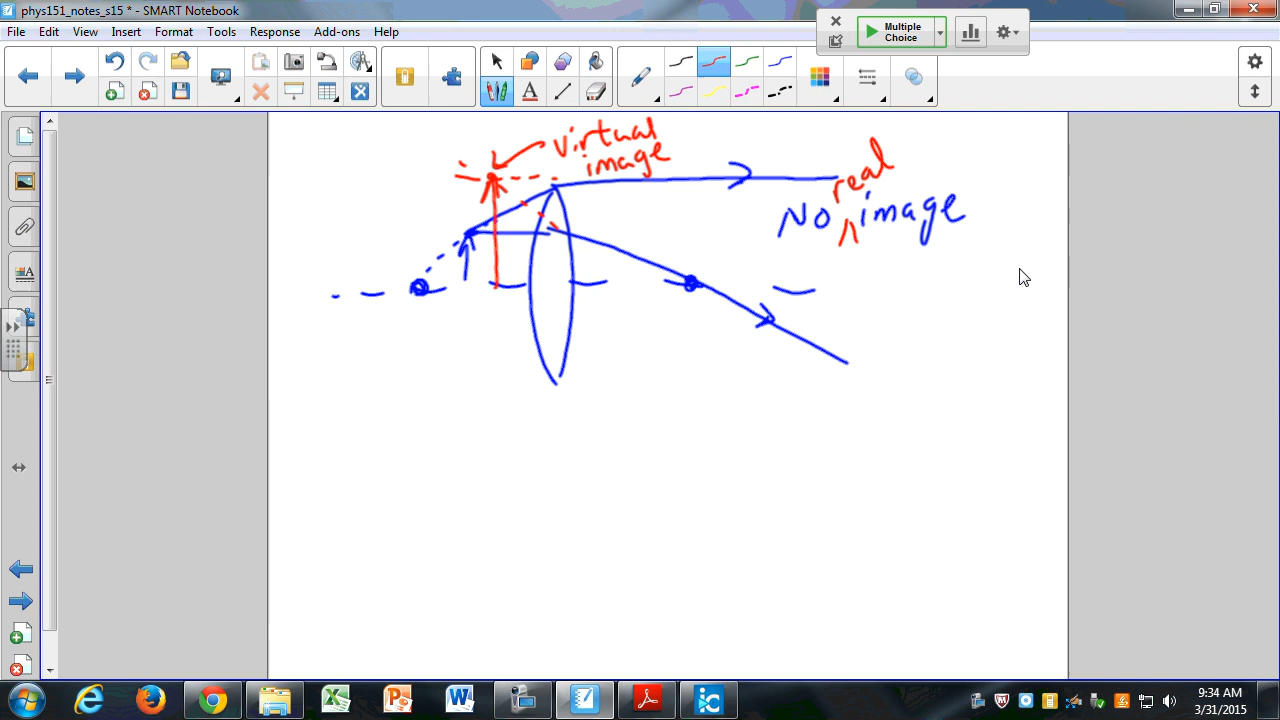 phys151_notes_s15 * - SMART Notebook
File Edit View Insert Format Tools Response Add-ons Help
Multiple
Choice
A
virtual
image
real
No ^ image
9:34 AM
3/31/2015